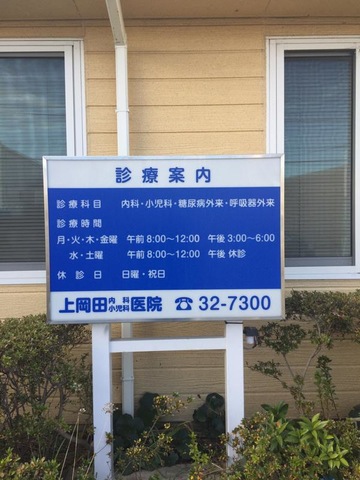 診療案内
診療科目 内科・小児科・糖尿病外来・呼吸器外来
診療時間
月・火・木・金曜 午前 8:00〜12:00 午後 3:00〜6:00
水・土曜 午前 8:00〜12:00 午後 休診
休診日 日曜・祝日
上岡田内科小児科医院 ☎32-7300